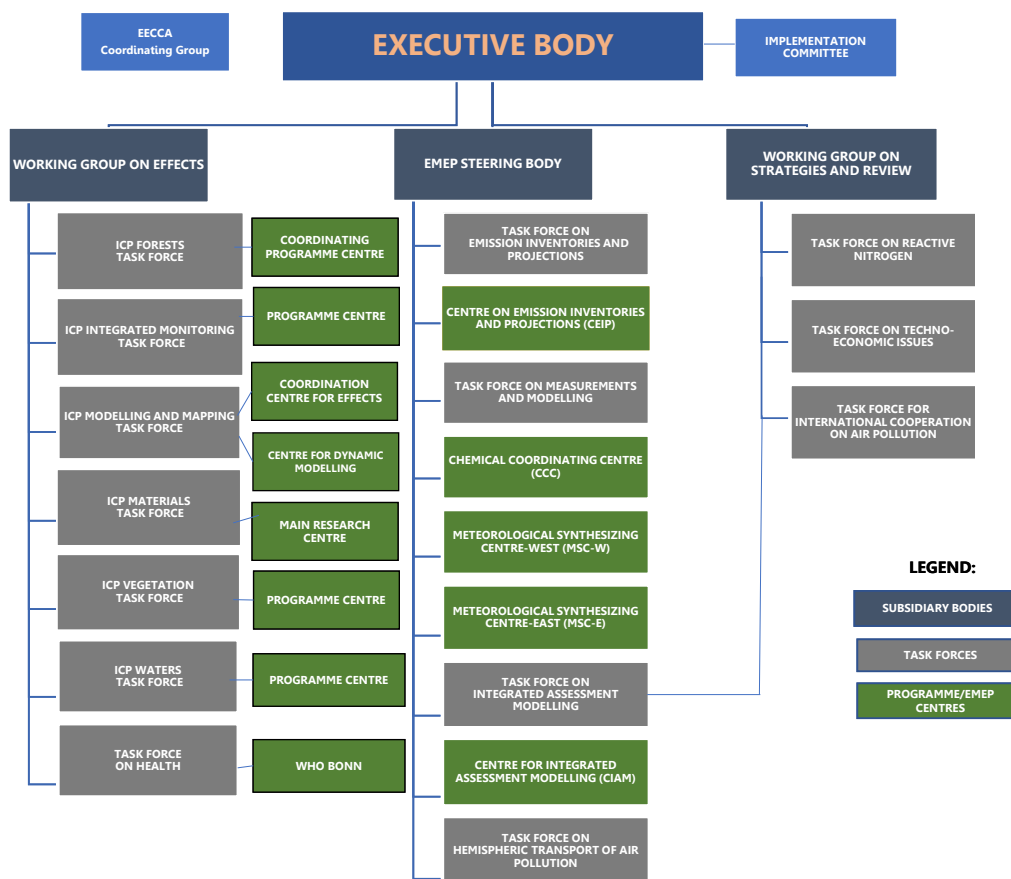 EECCA
Coordinating Group
EXECUTIVE BODY
IMPLEMENTATION
COMMITTEE
WORKING GROUP ON EFFECTS
EMEP STEERING BODY
WORKING GROUP ON
STRATEGIES AND REVIEW
ICP FORESTS
TASK FORCE
COORDINATING
PROGRAMME CENTRE
ICP INTEGRATED MONITORING
TASK FORCE
PROGRAMME CENTRE
ICP MODELLING AND MAPPING
TASK FORCE
COORDINATION
CENTRE FOR EFFECTS
CENTRE FOR DYNAMIC
MODELLING
ICP MATERIALS
TASK FORCE
MAIN RESEARCH
CENTRE
ICP VEGETATION
TASK FORCE
PROGRAMME CENTRE
ICP WATERS
TASK FORCE
PROGRAMME CENTRE
TASK FORCE
ON HEALTH
WHO BONN
TASK FORCE ON
EMISSION INVENTORIES AND
PROJECTIONS
CENTRE ON EMISSION INVENTORIES
AND PROJECTIONS (CEIP)
TASK FORCE ON MEASUREMENTS
AND MODELLING
CHEMICAL COORDINATING CENTRE
(CCC)
METEOROLOGICAL SYNTHESIZING
CENTRE-WEST (MSC-W)
METEOROLOGICAL SYNTHESIZING
CENTRE-EAST (MSC-E)
TASK FORCE ON
INTEGRATED ASSESSMENT
MODELLING
CENTRE FOR INTEGRATED
ASSESSMENT MODELLING (CIAM)
TASK FORCE ON
HEMISPHERIC TRANSPORT OF AIR
POLLUTION
TASK FORCE ON REACTIVE
NITROGEN
TASK FORCE ON TECHNO-
ECONOMIC ISSUES
TASK FORCE FOR
INTERNATIONAL COOPERATION
ON AIR POLLUTION
LEGEND:
SUBSIDIARY BODIES
TASK FORCES
PROGRAMME/EMEP
CENTRES